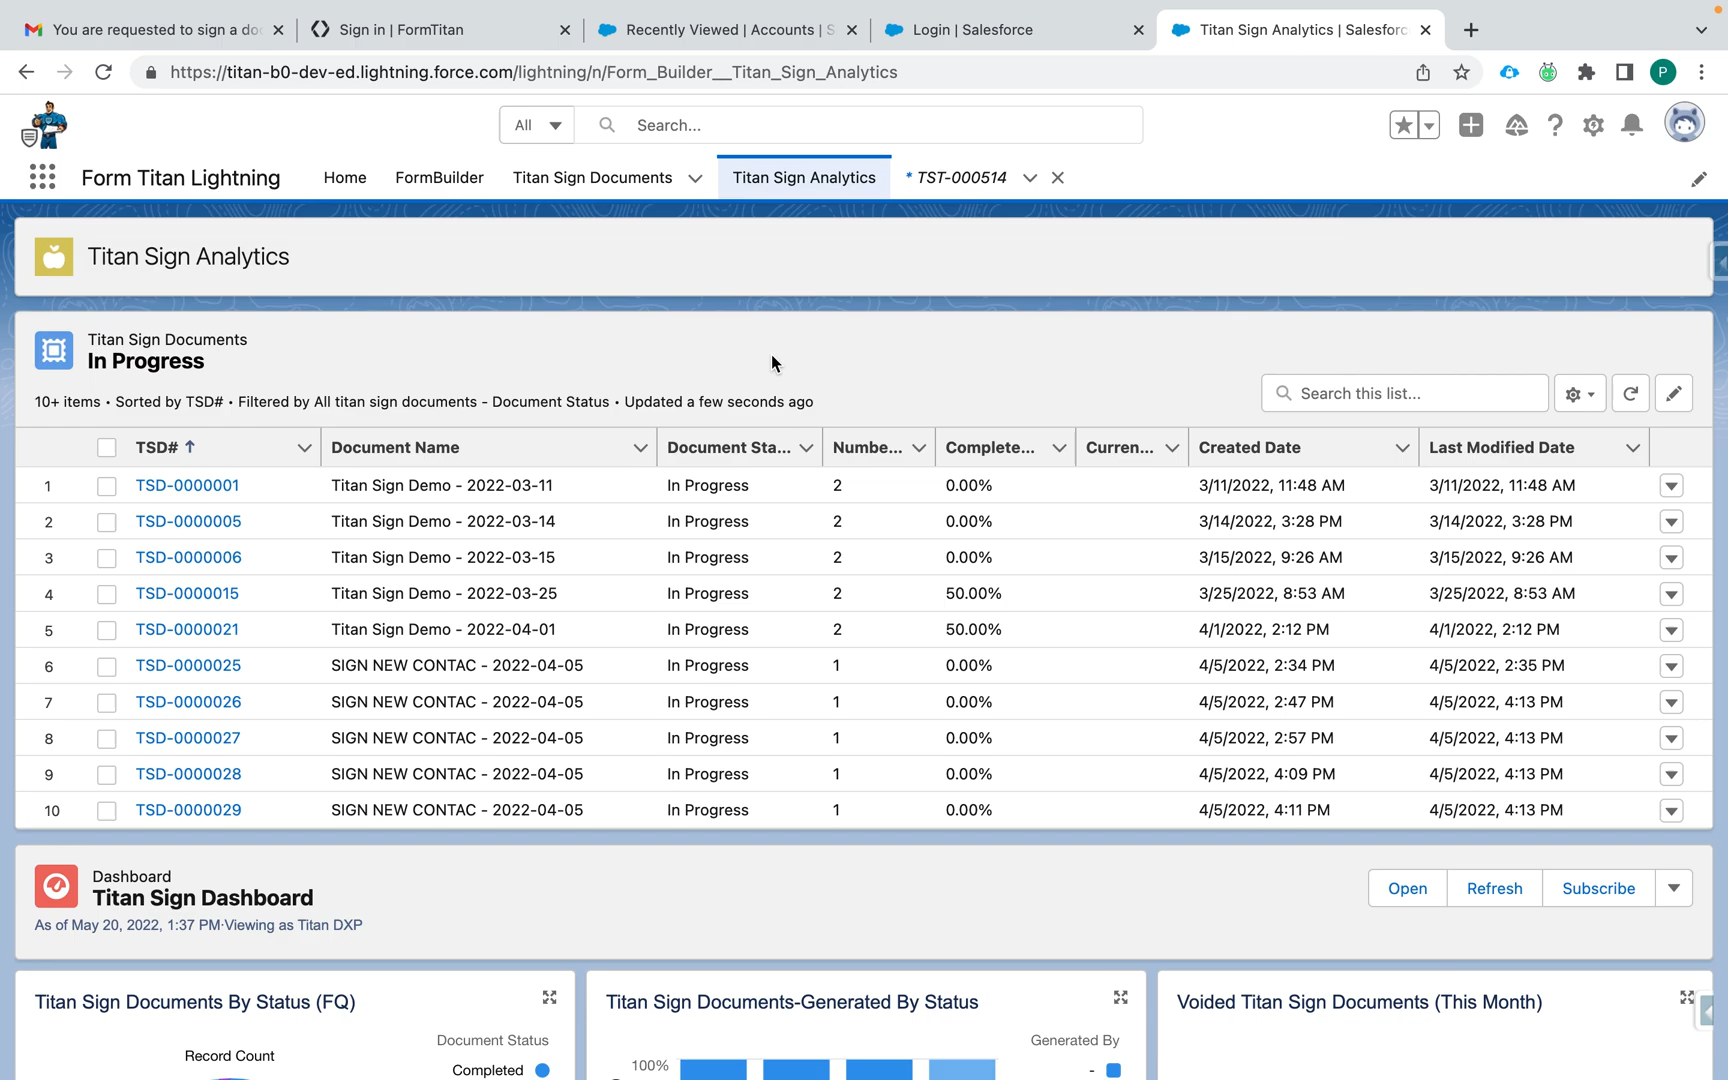 You are requested to sign a do
Sign in | FormTitan
Recently Viewed | Accounts | S
Login | Salesforce
Titan Sign Analytics | Salesforc
https://titan-b0-dev-ed.lightning.force.com/lightning/n/Form_Builder__Titan_Sign_Analytics
P
All
Search...
Form Titan Lightning
Home
FormBuilder
Titan Sign Documents
Titan Sign Analytics
* TST-000514
Titan Sign Analytics
Titan Sign Documents
In Progress
10+ items • Sorted by TSD# • Filtered by All titan sign documents - Document Status • Updated a few seconds ago
Search this list...
TSD# ↑ Document Name Document Sta... Numbe... Complete... Curren... Created Date Last Modified Date
1 TSD-0000001 Titan Sign Demo - 2022-03-11 In Progress 2 0.00% 3/11/2022, 11:48 AM 3/11/2022, 11:48 AM
2 TSD-0000005 Titan Sign Demo - 2022-03-14 In Progress 2 0.00% 3/14/2022, 3:28 PM 3/14/2022, 3:28 PM
3 TSD-0000006 Titan Sign Demo - 2022-03-15 In Progress 2 0.00% 3/15/2022, 9:26 AM 3/15/2022, 9:26 AM
4 TSD-0000015 Titan Sign Demo - 2022-03-25 In Progress 2 50.00% 3/25/2022, 8:53 AM 3/25/2022, 8:53 AM
5 TSD-0000021 Titan Sign Demo - 2022-04-01 In Progress 2 50.00% 4/1/2022, 2:12 PM 4/1/2022, 2:12 PM
6 TSD-0000025 SIGN NEW CONTAC - 2022-04-05 In Progress 1 0.00% 4/5/2022, 2:34 PM 4/5/2022, 2:35 PM
7 TSD-0000026 SIGN NEW CONTAC - 2022-04-05 In Progress 1 0.00% 4/5/2022, 2:47 PM 4/5/2022, 4:13 PM
8 TSD-0000027 SIGN NEW CONTAC - 2022-04-05 In Progress 1 0.00% 4/5/2022, 2:57 PM 4/5/2022, 4:13 PM
9 TSD-0000028 SIGN NEW CONTAC - 2022-04-05 In Progress 1 0.00% 4/5/2022, 4:09 PM 4/5/2022, 4:13 PM
10 TSD-0000029 SIGN NEW CONTAC - 2022-04-05 In Progress 1 0.00% 4/5/2022, 4:11 PM 4/5/2022, 4:13 PM
Dashboard
Titan Sign Dashboard
As of May 20, 2022, 1:37 PM·Viewing as Titan DXP
Open
Refresh
Subscribe
Titan Sign Documents By Status (FQ)
Document Status
Record Count
Completed
Titan Sign Documents-Generated By Status
Generated By
100%
-
Voided Titan Sign Documents (This Month)